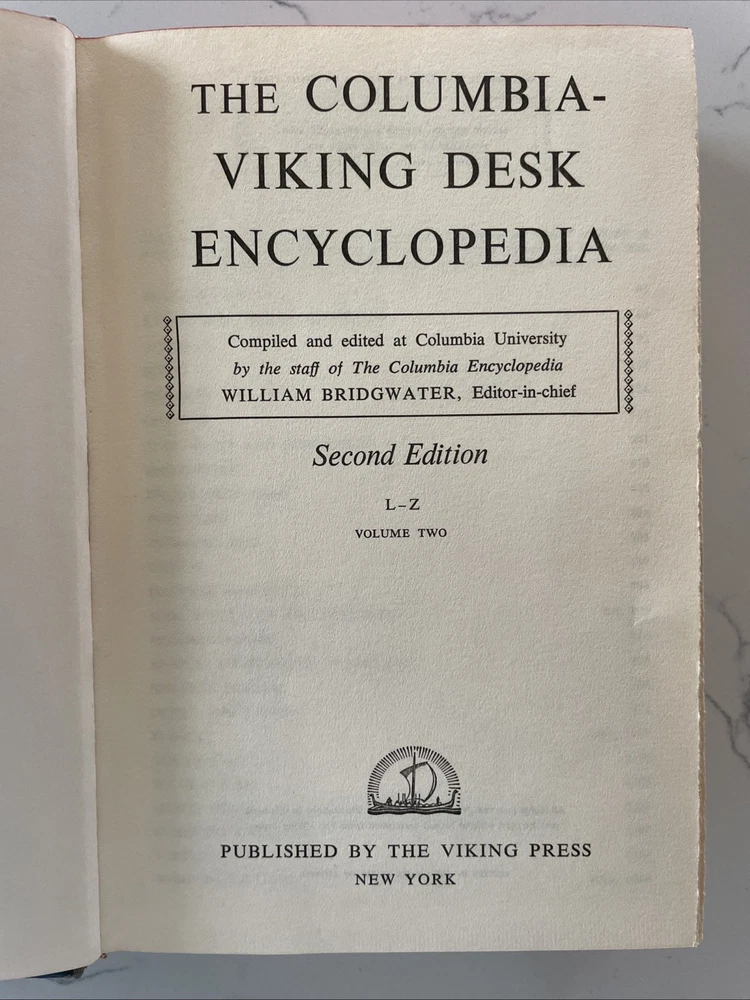 THE COLUMBIA-
VIKING DESK
ENCYCLOPEDIA
Compiled and edited at Columbia University
by the staff of The Columbia Encyclopedia
WILLIAM BRIDGWATER, Editor-in-chief
Second Edition
L–Z
VOLUME TWO
PUBLISHED BY THE VIKING PRESS
NEW YORK